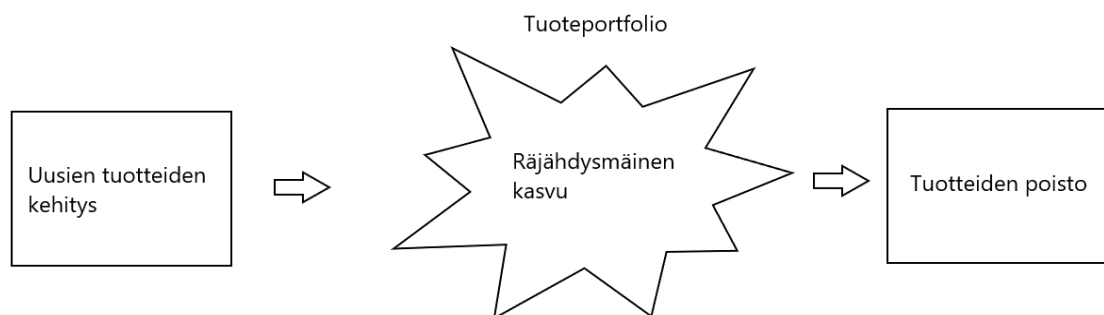 Tuoteportfolio
Uusien tuotteiden
kehitys
Räjähdysmäinen
kasvu
Tuotteiden poisto